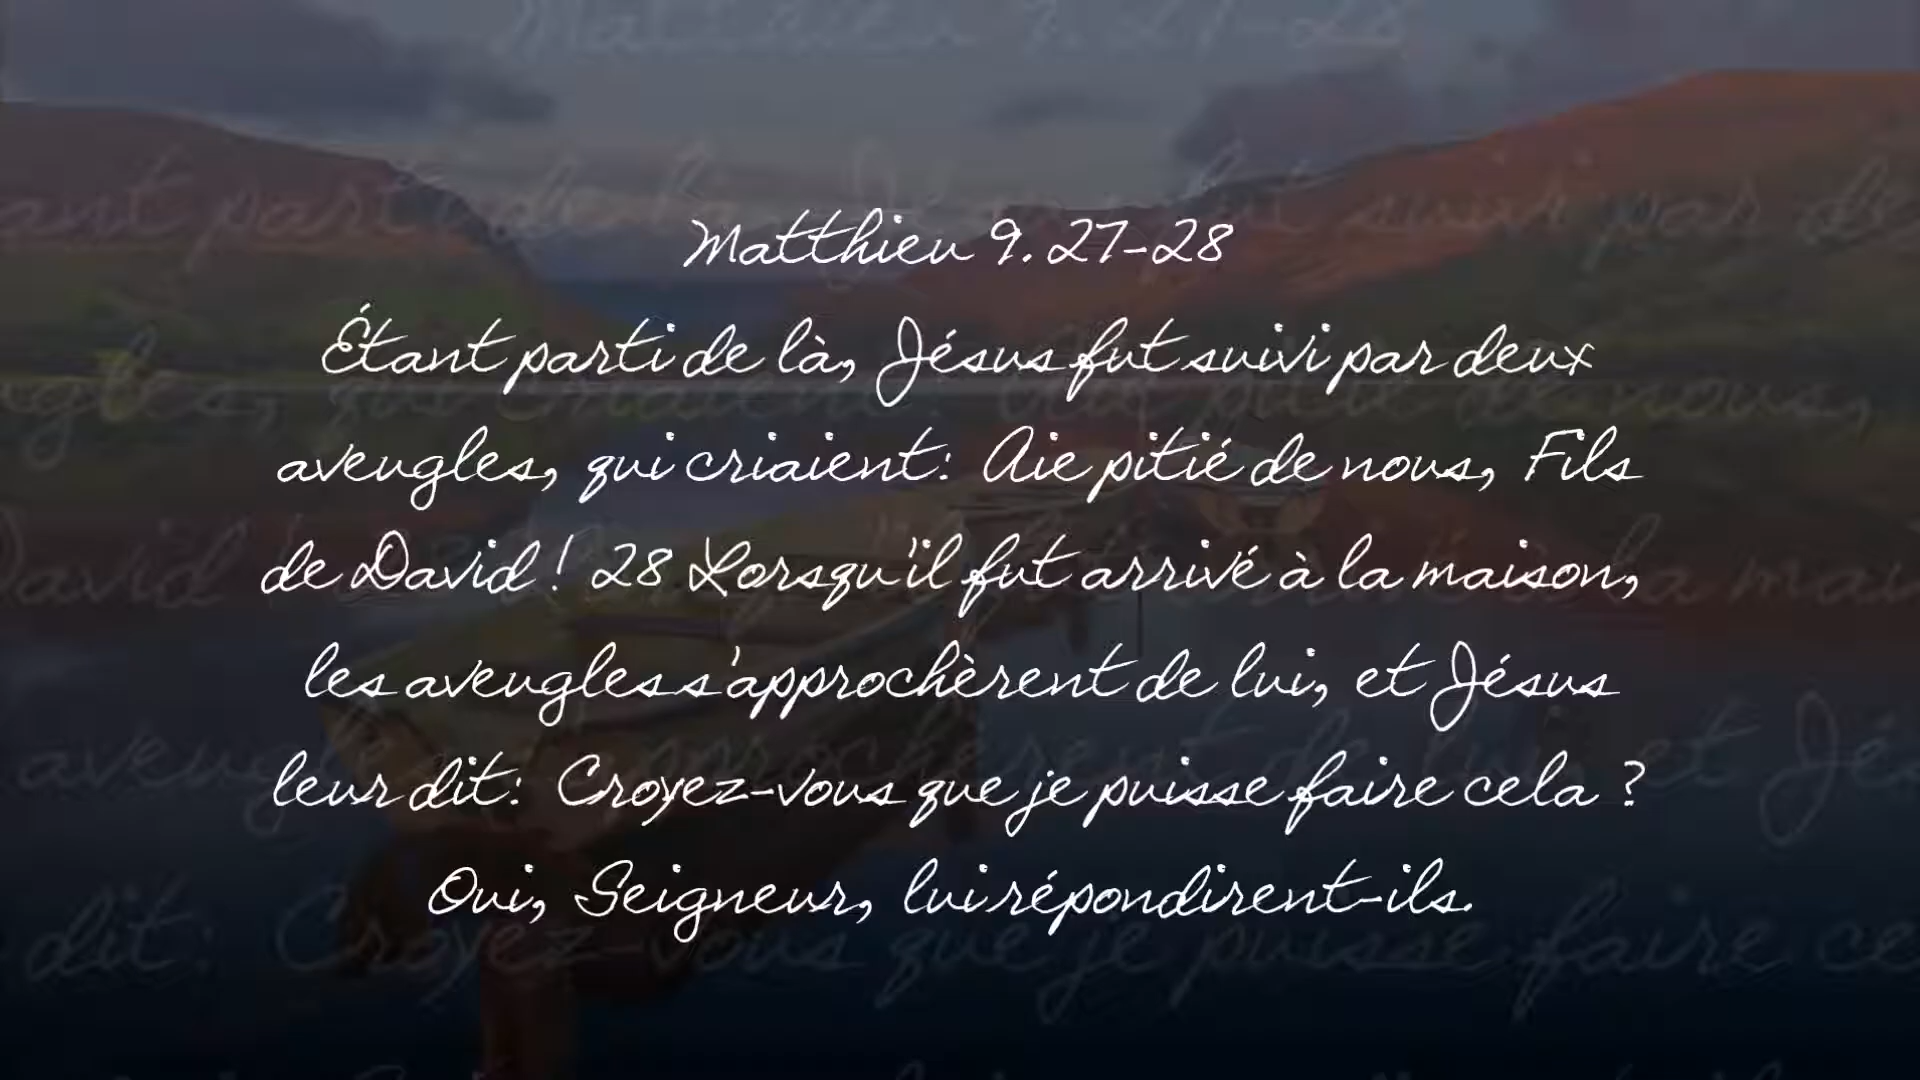 Matthieu 9. 27-28
Étant parti de là, Jésus fut suivi par deux
aveugles, qui criaient: Aie pitié de nous, Fils
de David! 28 Lorsqu'il fut arrivé à la maison,
les aveugles s'approchèrent de lui, et Jésus
leur dit: Croyez-vous que je puisse faire cela ?
Oui, Seigneur, lui répondirent-ils.